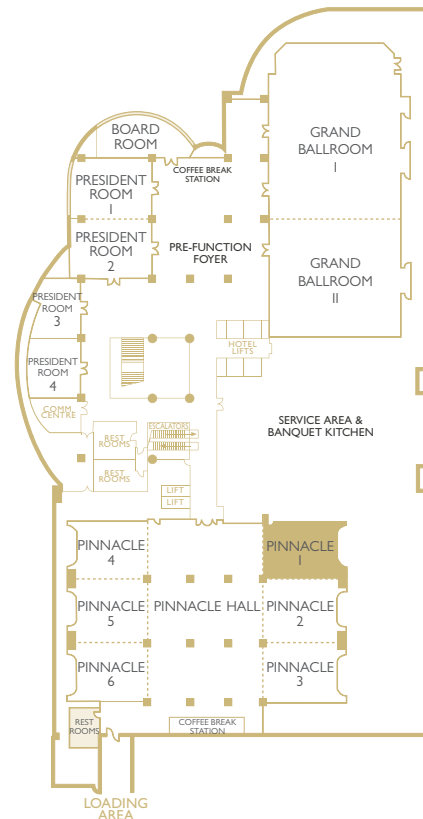 BOARD
ROOM
GRAND
BALLROOM
I
COFFEE BREAK
STATION
PRESIDENT
ROOM
1
PRESIDENT
ROOM
2
PRE-FUNCTION
FOYER
GRAND
BALLROOM
II
PRESIDENT
ROOM
3
HOTEL
LIFTS
PRESIDENT
ROOM
4
COMM.
CENTRE
SERVICE AREA &
BANQUET KITCHEN
ESCALATORS
REST
ROOMS
REST
ROOMS
LIFT
LIFT
PINNACLE
4
PINNACLE
1
PINNACLE
5
PINNACLE HALL
PINNACLE
2
PINNACLE
6
PINNACLE
3
REST
ROOMS
COFFEE BREAK
STATION
LOADING
AREA